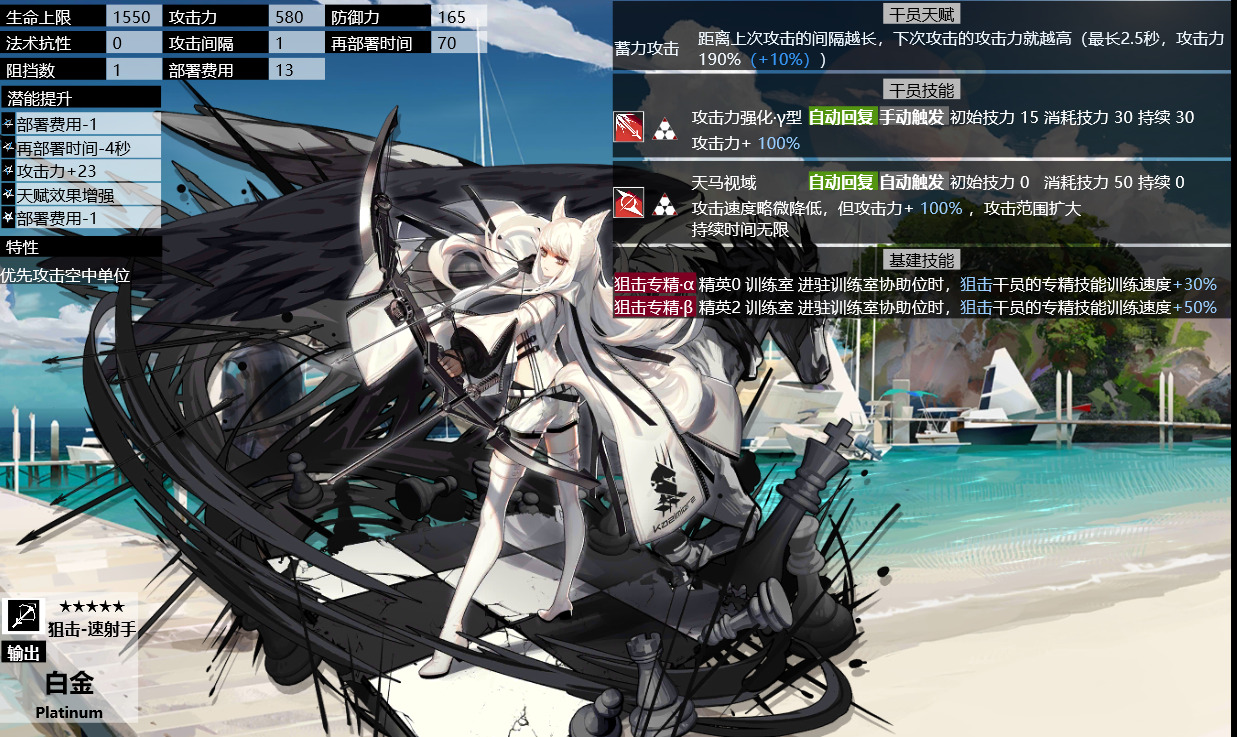 生命上限 1550 攻击力 580 防御力 165
法术抗性 0 攻击间隔 1 再部署时间 70
阻挡数 1 部署费用 13
潜能提升
部署费用-1
再部署时间-4秒
攻击力+23
天赋效果增强
部署费用-1
特性
优先攻击空中单位
干员天赋
蓄力攻击 距离上次攻击的间隔越长，下次攻击的攻击力就越高（最长2.5秒，攻击力
190%（+10%））
干员技能
攻击力强化·γ型 自动回复 手动触发 初始技力 15 消耗技力 30 持续 30
攻击力+ 100%
天马视域 自动回复 自动触发 初始技力 0 消耗技力 50 持续 0
攻击速度略微降低，但攻击力+ 100% ，攻击范围扩大
持续时间无限
基建技能
狙击专精·α 精英0 训练室 进驻训练室协助位时，狙击干员的专精技能训练速度+30%
狙击专精·β 精英2 训练室 进驻训练室协助位时，狙击干员的专精技能训练速度+50%
Kazimierz
★★★★★
狙击-速射手
输出
白金
Platinum